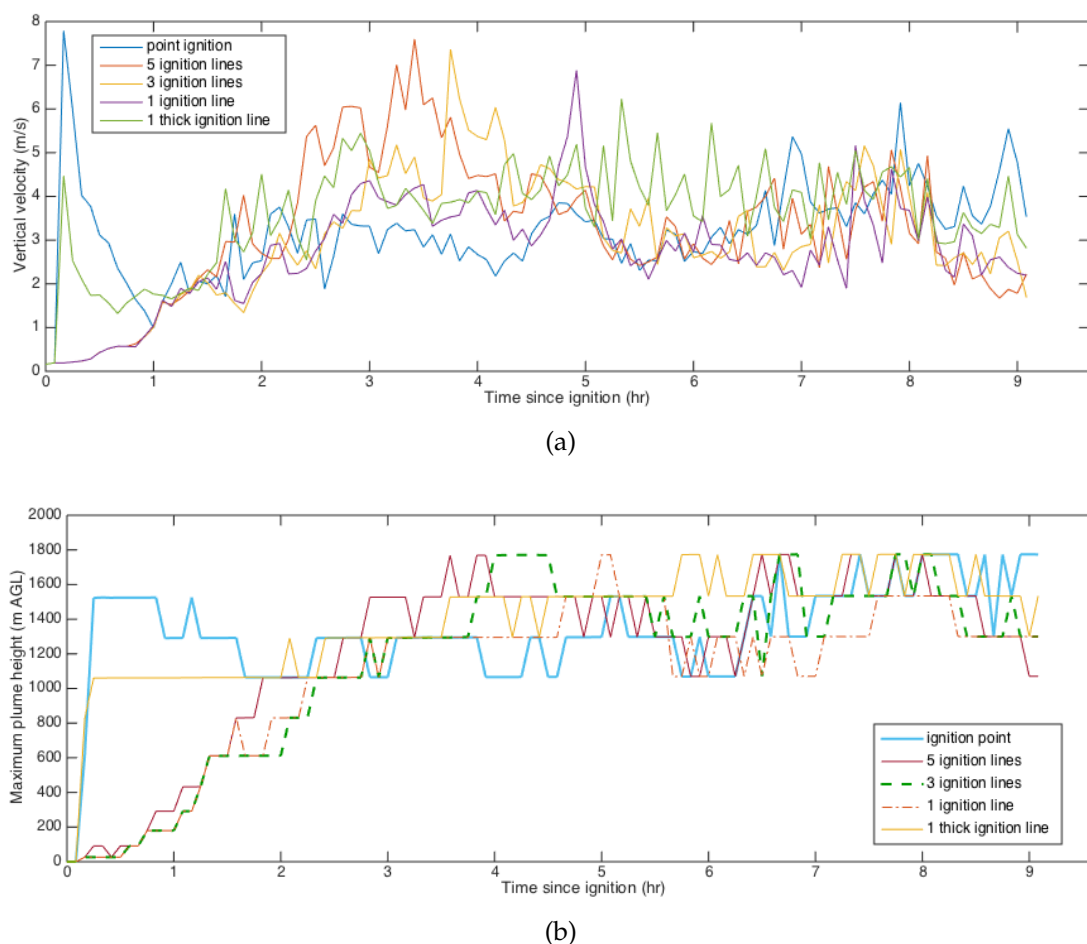 8
7
6
5
4
3
2
1
0
Vertical velocity (m/s)
point ignition
5 ignition lines
3 ignition lines
1 ignition line
1 thick ignition line
0 1 2 3 4 5 6 7 8 9
Time since ignition (hr)
(a)
2000
1800
1600
1400
1200
1000
800
600
400
200
0
Maximum plume height (m AGL)
ignition point
5 ignition lines
3 ignition lines
1 ignition line
1 thick ignition line
0 1 2 3 4 5 6 7 8 9
Time since ignition (hr)
(b)